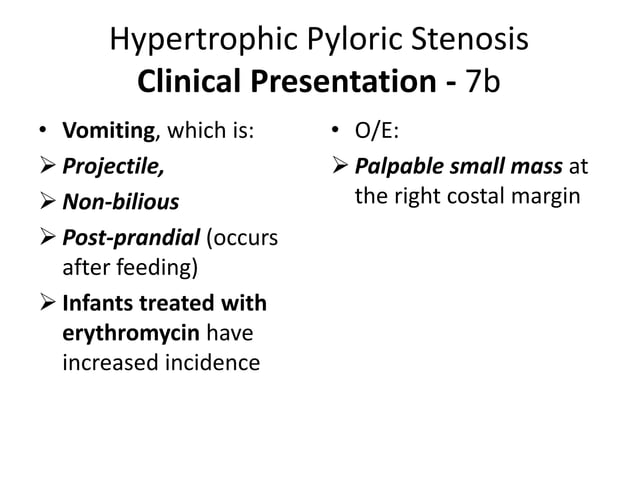 Hypertrophic Pyloric Stenosis
Clinical Presentation - 7b
• Vomiting, which is:
➢ Projectile,
➢ Non-bilious
➢ Post-prandial (occurs
after feeding)
➢ Infants treated with
erythromycin have
increased incidence
• O/E:
➢ Palpable small mass at
the right costal margin